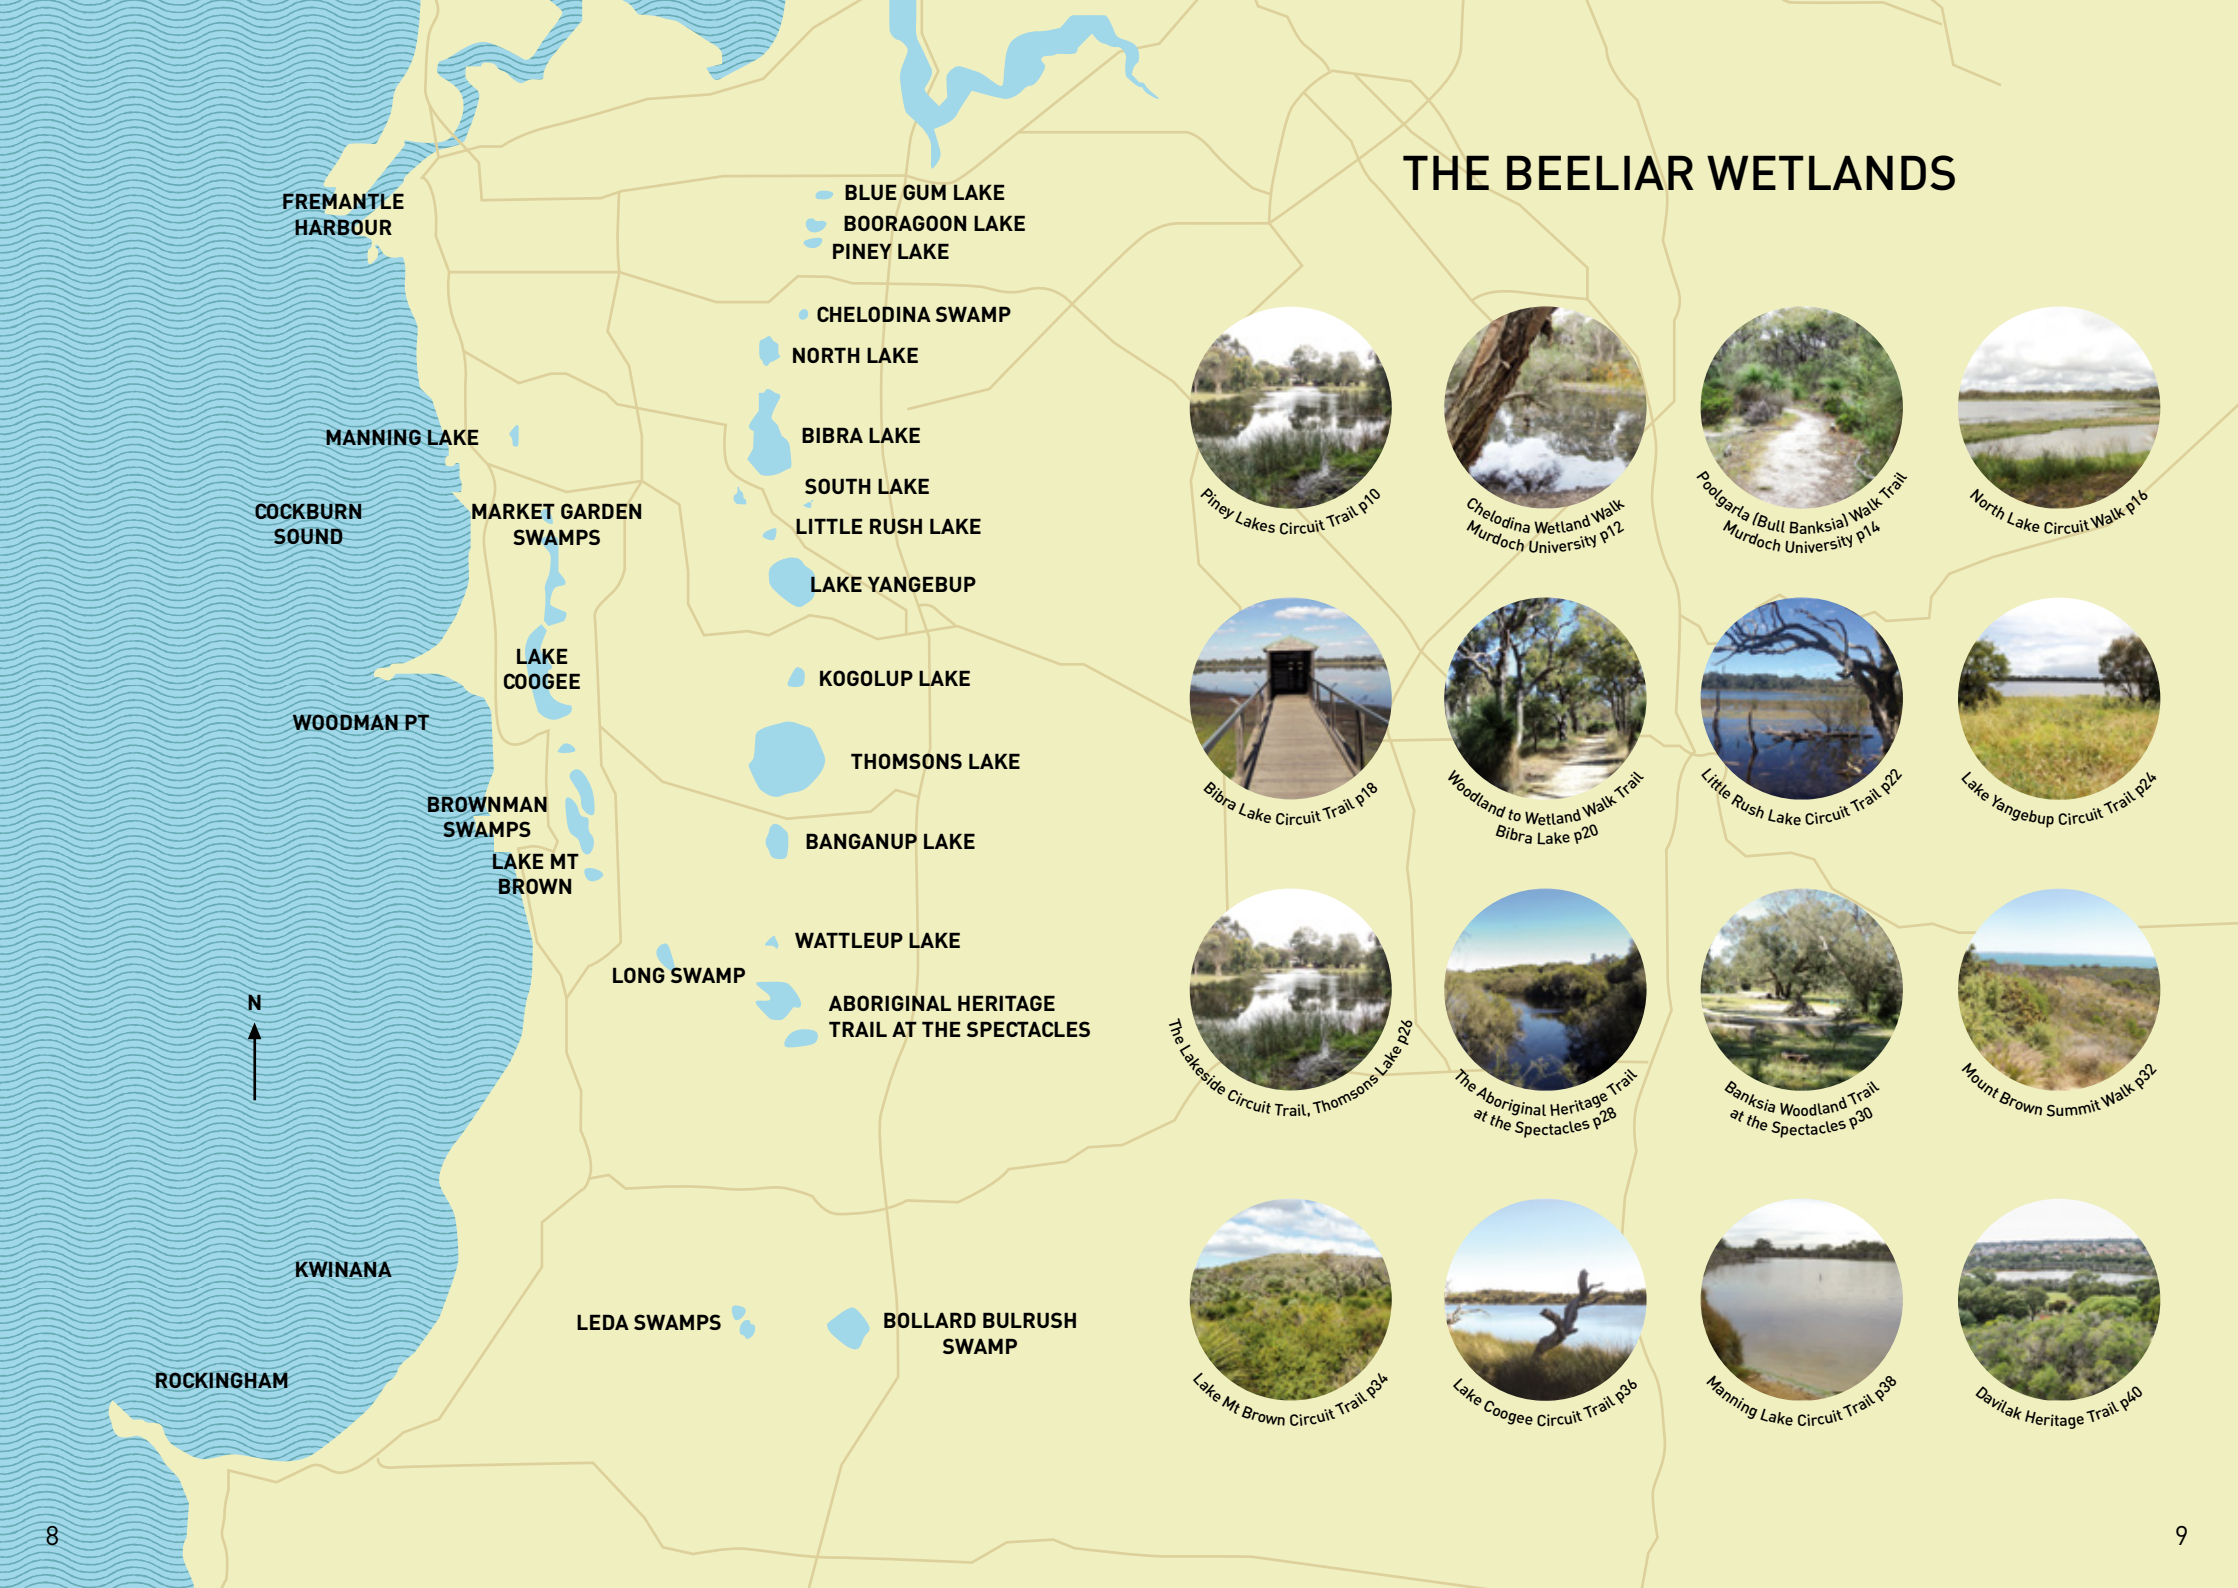 THE BEELIAR WETLANDS
FREMANTLE
HARBOUR
BLUE GUM LAKE
BOORAGOON LAKE
PINEY LAKE
CHELODINA SWAMP
NORTH LAKE
MANNING LAKE
BIBRA LAKE
SOUTH LAKE
COCKBURN
SOUND
MARKET GARDEN
SWAMPS
LITTLE RUSH LAKE
LAKE YANGEBUP
LAKE
COOGEE
KOGOLUP LAKE
WOODMAN PT
THOMSONS LAKE
BROWNMAN
SWAMPS
BANGANUP LAKE
LAKE MT
BROWN
WATTLEUP LAKE
LONG SWAMP
N
ABORIGINAL HERITAGE
TRAIL AT THE SPECTACLES
KWINANA
LEDA SWAMPS
BOLLARD BULRUSH
SWAMP
ROCKINGHAM
Piney Lakes Circuit Trail p10
Chelodina Wetland Walk
Murdoch University p12
Poolgarla (Bull Banksia) Walk Trail
Murdoch University p14
North Lake Circuit Walk p16
Bibra Lake Circuit Trail p18
Woodland to Wetland Walk Trail
Bibra Lake p20
Little Rush Lake Circuit Trail p22
Lake Yangebup Circuit Trail p24
The Lakeside Circuit Trail, Thomsons Lake p26
The Aboriginal Heritage Trail
at the Spectacles p28
Banksia Woodland Trail
at the Spectacles p30
Mount Brown Summit Walk p32
Lake Mt Brown Circuit Trail p34
Lake Coogee Circuit Trail p36
Manning Lake Circuit Trail p38
Davilak Heritage Trail p40
8
9